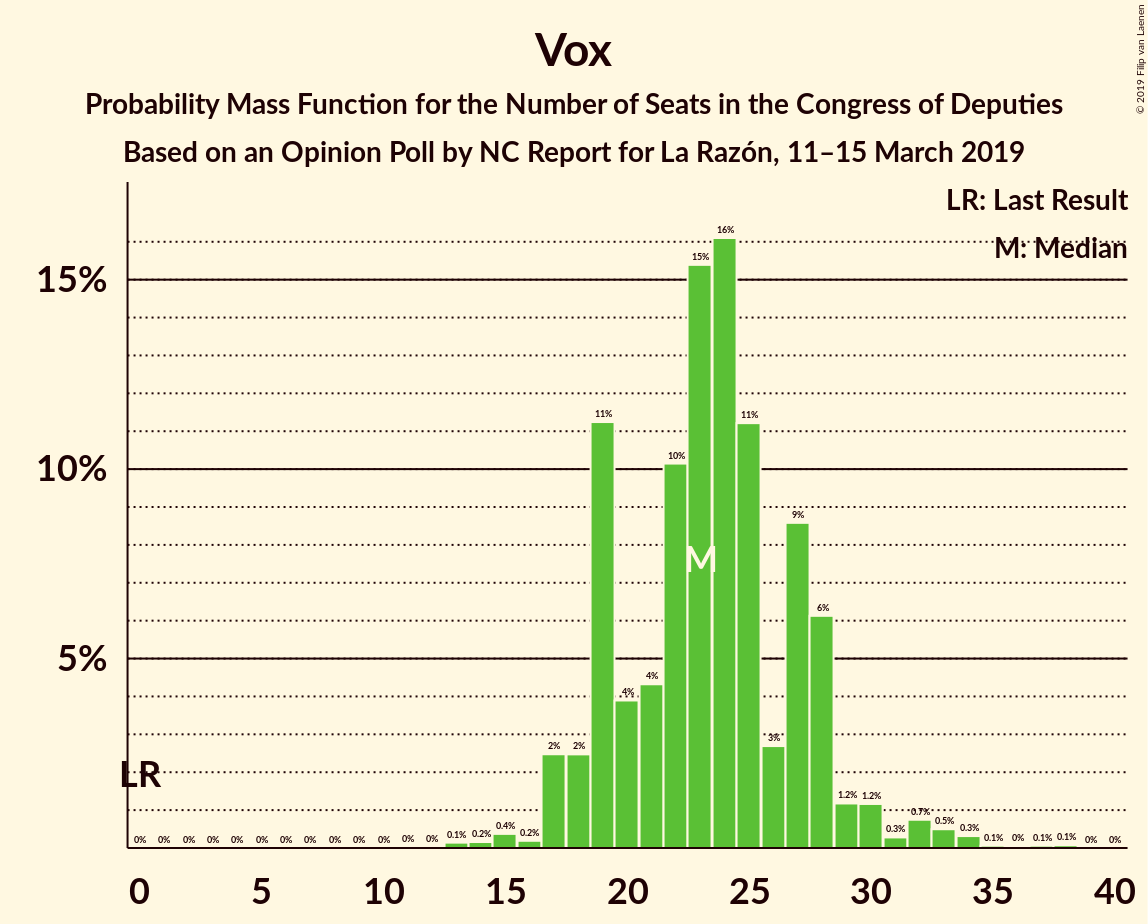 Vox
Probability Mass Function for the Number of Seats in the Congress of Deputies
Based on an Opinion Poll by NC Report for La Razón, 11–15 March 2019
© 2019 Filip van Laenen
LR: Last Result
M: Median
15%
10%
5%
LR
M
0% 0% 0% 0% 0% 0% 0% 0% 0% 0% 0% 0% 0% 0.1% 0.2% 0.4% 0.2% 2% 2% 11% 4% 4% 10% 15% 16% 11% 3% 9% 6% 1.2% 1.2% 0.3% 0.7% 0.5% 0.3% 0.1% 0% 0.1% 0.1% 0% 0%
0 5 10 15 20 25 30 35 40